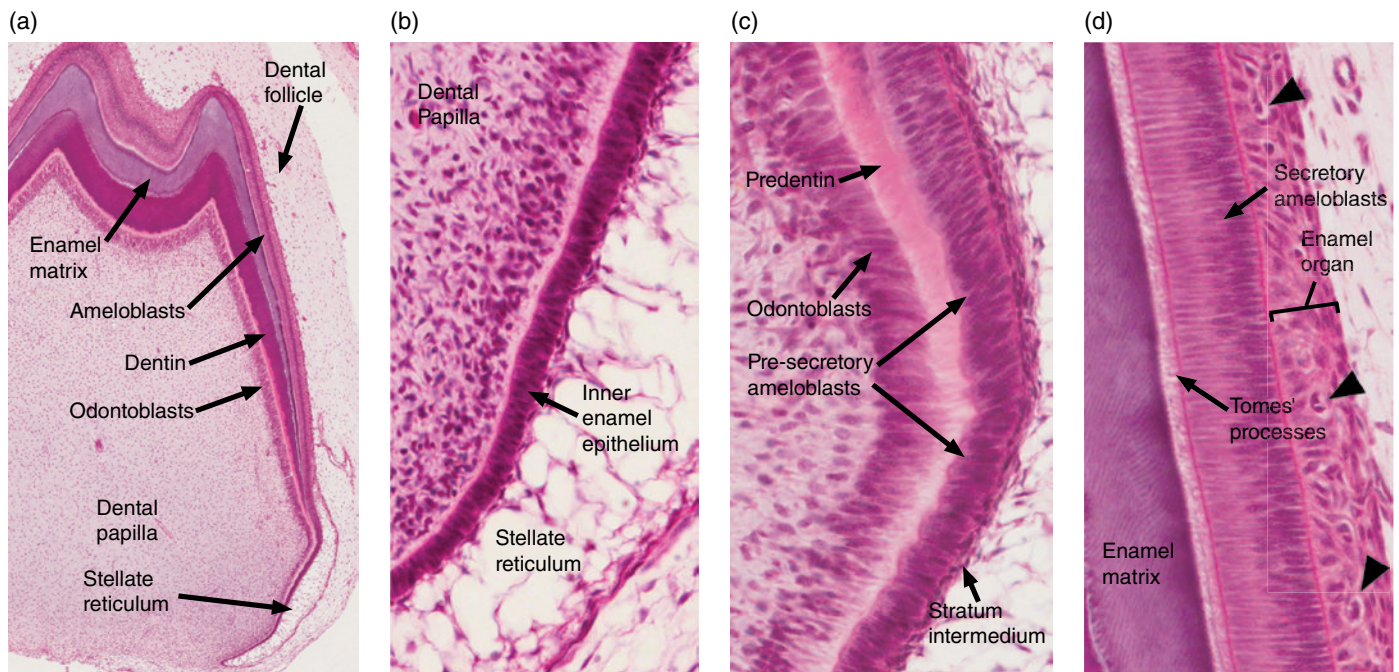 (a)
Dental
follicle
Enamel
matrix
Ameloblasts
Dentin
Odontoblasts
Dental
papilla
Stellate
reticulum
(b)
Dental
Papilla
Inner
enamel
epithelium
Stellate
reticulum
(c)
Predentin
Odontoblasts
Pre-secretory
ameloblasts
Stratum
intermedium
(d)
Secretory
ameloblasts
Enamel
organ
Tomes'
processes
Enamel
matrix